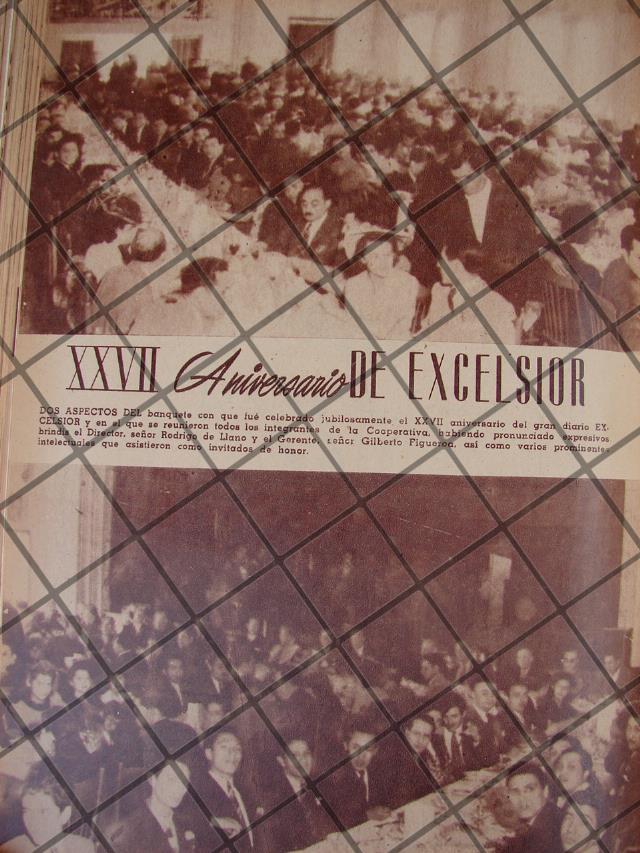 XXVII Aniversario DE EXCELSIOR
DOS ASPECTOS DEL banquete con que fué celebrado jubilosamente el XXVII aniversario del gran diario EX-
CELSIOR y en el que se reunieron todos los integrantes de la Cooperativa, habiendo pronunciado expresivos
brindis el Director, señor Rodrigo de Llano y el Gerente, señor Gilberto Figueroa, así como varios prominentes
intelectuales que asistieron como invitados de honor.